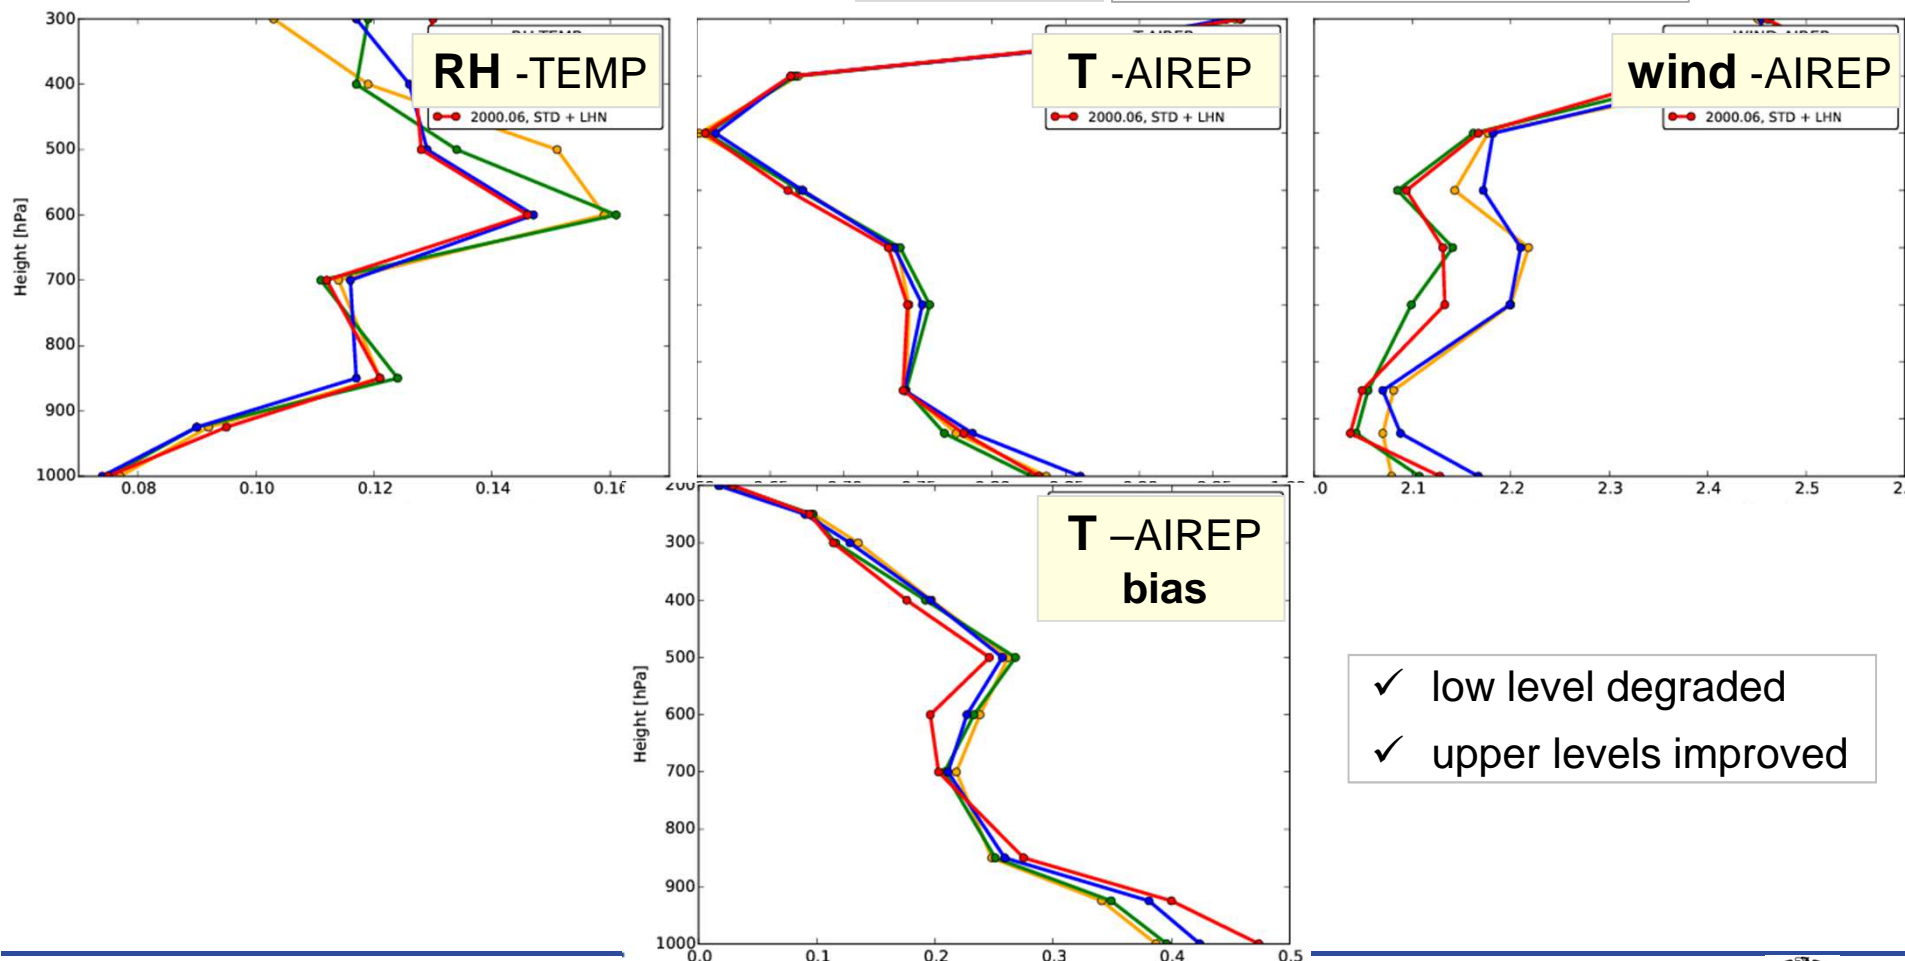 RH -TEMP
2000.06, STD + LHN
300
400
500
600
700
800
900
1000
Height [hPa]
0.08
0.10
0.12
0.14
T -AIREP
2000.06, STD + LHN
wind -AIREP
2000.06, STD + LHN
2.1
2.2
2.3
2.4
2.5
T –AIREP
bias
300
400
500
600
700
800
900
1000
Height [hPa]
0.0
0.1
0.2
0.3
0.4
0.5
✓ low level degraded
✓ upper levels improved